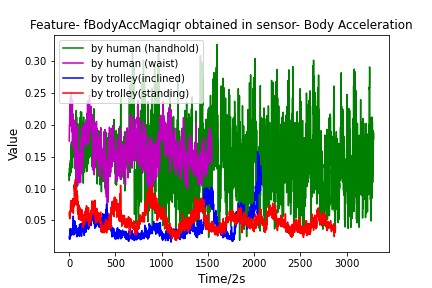 Feature- fBodyAccMagiqr obtained in sensor- Body Acceleration
by human (handhold)
by human (waist)
by trolley(inclined)
by trolley(standing)
0.30
0.25
0.20
0.15
0.10
0.05
Value
0 500 1000 1500 2000 2500 3000
Time/2s